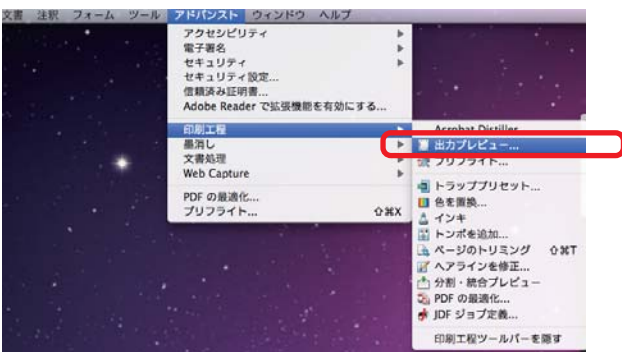 文書 注釈 フォーム ツール アドバンスト ウィンドウ ヘルプ
アクセシビリティ
電子署名
セキュリティ
セキュリティ設定...
信頼済み証明書...
Adobe Reader で拡張機能を有効にする...
印刷工程
墨消し
文書処理
Web Capture
PDF の最適化...
プリフライト... ⇧⌘X
Acrobat Distiller
出力プレビュー...
プリフライト...
トラッププリセット...
色を置換...
インキ
トンボを追加...
ページのトリミング ⇧⌘T
ヘアラインを修正...
分割・統合プレビュー
PDF の最適化...
JDF ジョブ定義...
印刷工程ツールバーを隠す